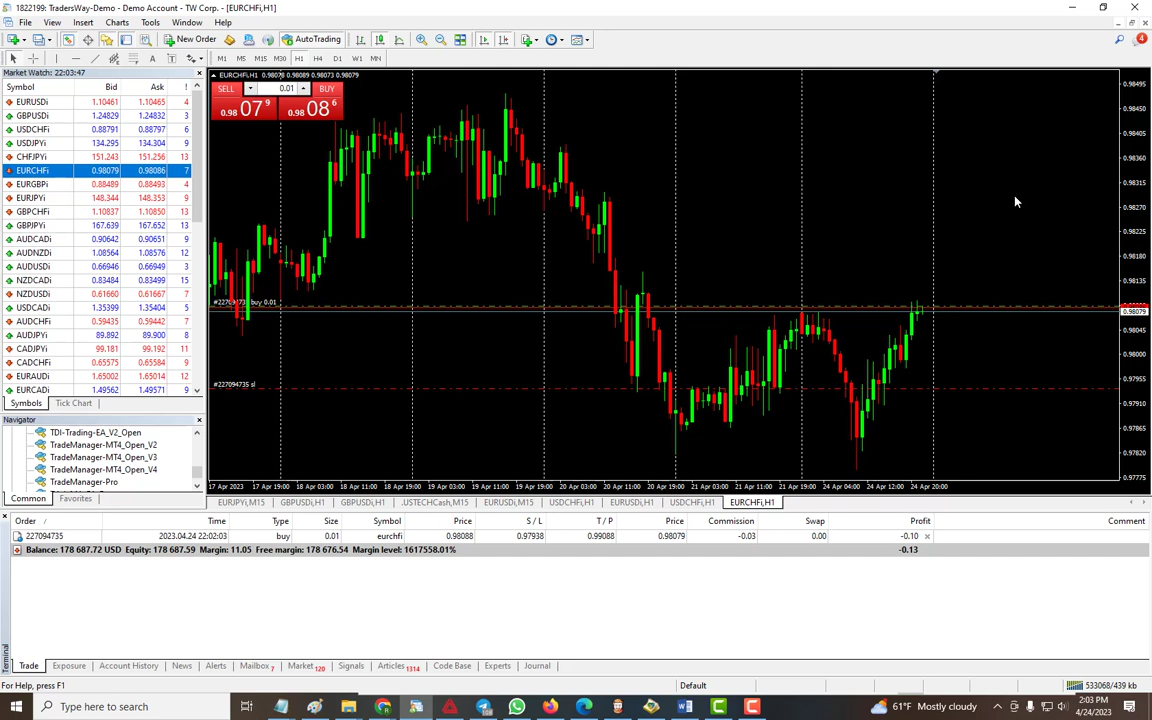 1822199: TradersWay-Demo - Demo Account - TW Corp. - [EURCHFi,H1]
File View Insert Charts Tools Window Help
New Order AutoTrading 4
M1 M5 M15 M30 H1 H4 D1 W1 MN
Market Watch: 22:03:47
Symbol Bid Ask !
EURUSDi 1.10461 1.10465 4
GBPUSDi 1.24829 1.24832 3
USDCHFi 0.88791 0.88797 6
USDJPYi 134.295 134.304 9
CHFJPYi 151.243 151.256 13
EURCHFi 0.98079 0.98086 7
EURGBPi 0.88489 0.88493 4
EURJPYi 148.344 148.353 9
GBPCHFi 1.10837 1.10850 13
GBPJPYi 167.639 167.652 13
AUDCADi 0.90642 0.90651 9
AUDNZDi 1.08564 1.08576 12
AUDUSDi 0.66946 0.66949 3
NZDCADi 0.83484 0.83499 15
NZDUSDi 0.61660 0.61667 7
USDCADi 1.35399 1.35404 5
AUDCHFi 0.59435 0.59442 7
AUDJPYi 89.892 89.900 8
CADJPYi 99.181 99.192 11
CADCHFi 0.65575 0.65584 9
EURAUDi 1.65002 1.65014 12
EURCADi 1.49562 1.49571 9
Symbols Tick Chart
Navigator
TDI-Trading-EA_V2_Open
TradeManager-MT4_Open_V2
TradeManager-MT4_Open_V3
TradeManager-MT4_Open_V4
TradeManager-Pro
Common Favorites
EURCHFi,H1 0.98078 0.98089 0.98073 0.98079
SELL 0.01 BUY
0.98 07 9 0.98 08 6
#227094735 buy 0.01
#227094735 sl
0.98495
0.98450
0.98405
0.98360
0.98315
0.98270
0.98225
0.98180
0.98135
0.98079
0.98045
0.98000
0.97955
0.97910
0.97865
0.97820
0.97775
17 Apr 2023 17 Apr 19:00 18 Apr 03:00 18 Apr 11:00 18 Apr 19:00 19 Apr 03:00 19 Apr 11:00 19 Apr 19:00 20 Apr 03:00 20 Apr 11:00 20 Apr 19:00 21 Apr 03:00 21 Apr 11:00 21 Apr 19:00 24 Apr 04:00 24 Apr 12:00 24 Apr 20:00
EURJPYi,M15 GBPUSDi,H1 GBPUSDi,H1 .USTECHCash,M15 EURUSDi,M15 USDCHFi,H1 EURUSDi,H1 USDCHFi,H1 EURCHFi,H1
Order / Time Type Size Symbol Price S / L T / P Price Commission Swap Profit Comment
227094735 2023.04.24 22:02:03 buy 0.01 eurchfi 0.98088 0.97938 0.99088 0.98079 -0.03 0.00 -0.10
Balance: 178 687.72 USD Equity: 178 687.59 Margin: 11.05 Free margin: 178 676.54 Margin level: 1617558.01% -0.13
Terminal
Trade Exposure Account History News Alerts Mailbox 7 Market 120 Signals Articles 1314 Code Base Experts Journal
For Help, press F1 Default 533068/439 kb
Type here to search 61°F Mostly cloudy 2:03 PM
4/24/2023